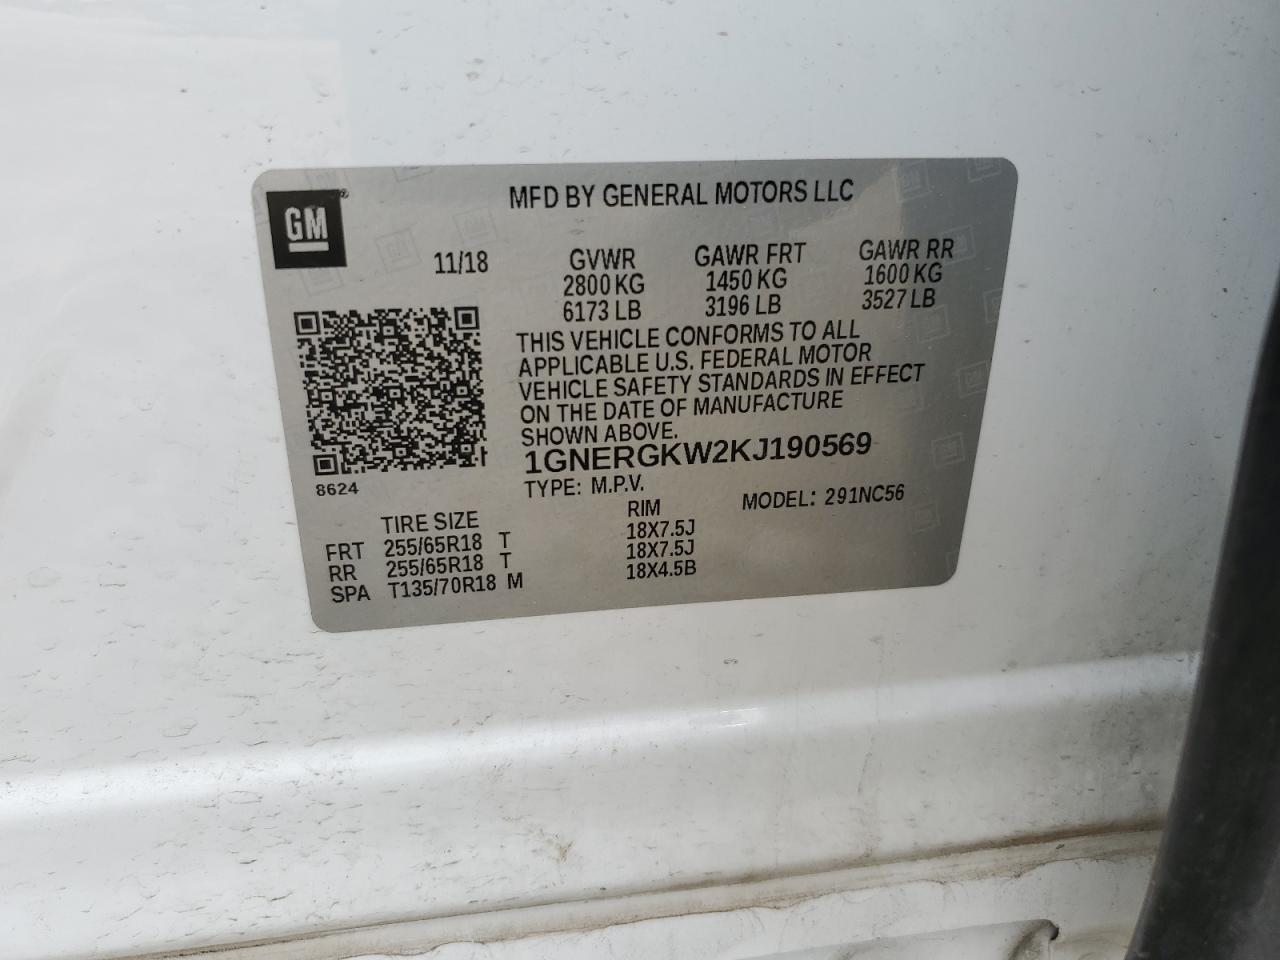 GM®
MFD BY GENERAL MOTORS LLC
11/18 GVWR GAWR FRT GAWR RR
2800 KG 1450 KG 1600 KG
6173 LB 3196 LB 3527 LB
THIS VEHICLE CONFORMS TO ALL
APPLICABLE U.S. FEDERAL MOTOR
VEHICLE SAFETY STANDARDS IN EFFECT
ON THE DATE OF MANUFACTURE
SHOWN ABOVE.
1GNERGKW2KJ190569
8624
TYPE: M.P.V. MODEL: 291NC56
TIRE SIZE RIM
FRT 255/65R18 T 18X7.5J
RR 255/65R18 T 18X7.5J
SPA T135/70R18 M 18X4.5B